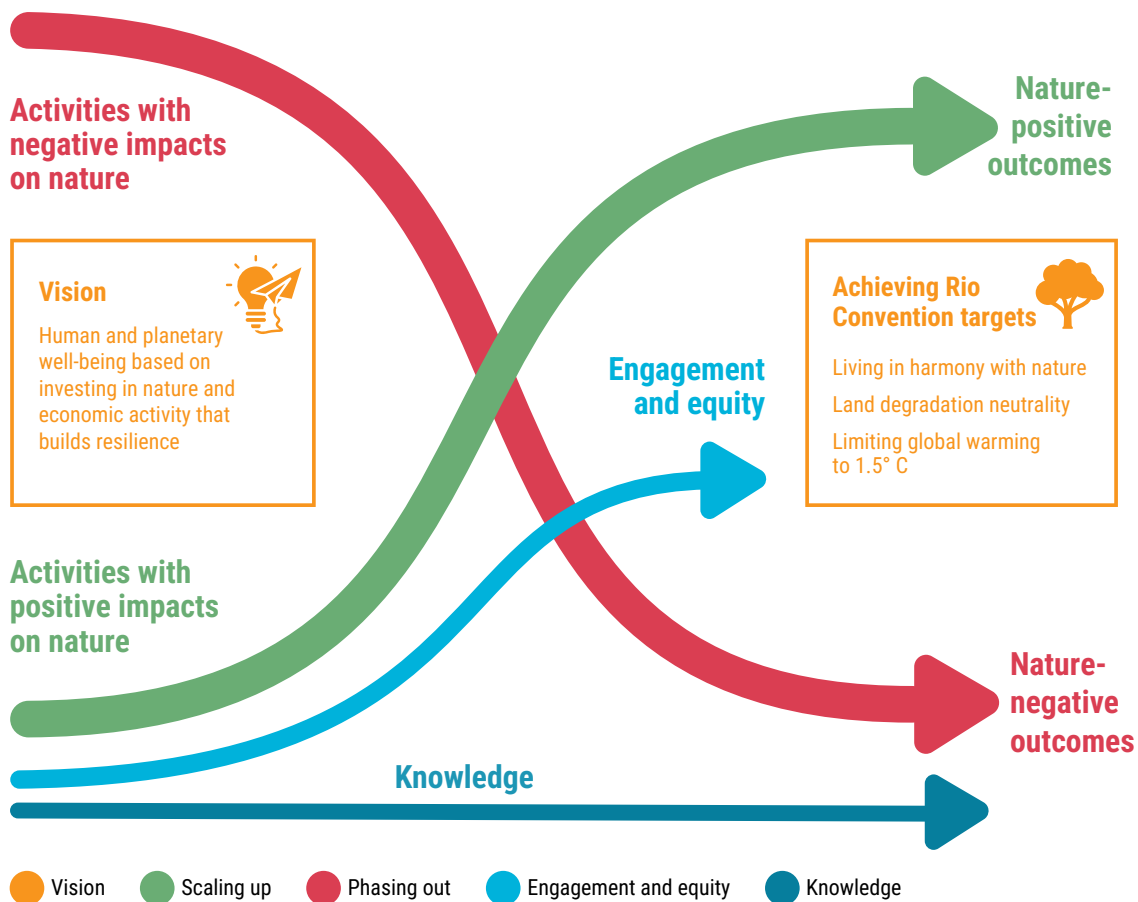 Activities with
negative impacts
on nature
Nature-
positive
outcomes
Vision
Human and planetary
well-being based on
investing in nature and
economic activity that
builds resilience
Engagement
and equity
Achieving Rio
Convention targets
Living in harmony with nature
Land degradation neutrality
Limiting global warming
to 1.5° C
Activities with
positive impacts
on nature
Nature-
negative
outcomes
Knowledge
Vision
Scaling up
Phasing out
Engagement and equity
Knowledge